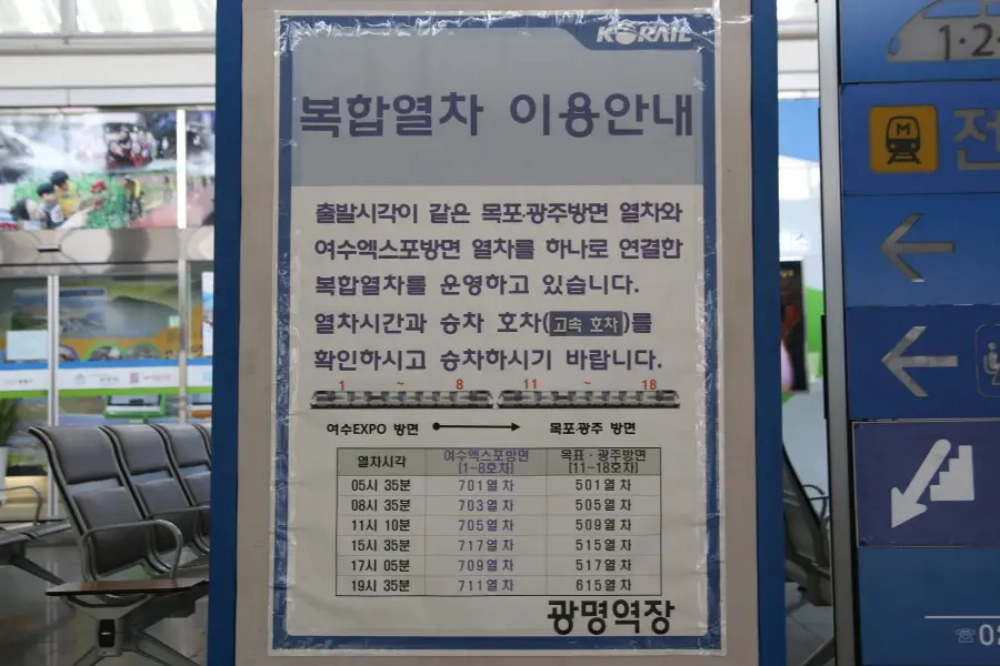 KORAIL
복합열차 이용안내
출발시각이 같은 목포·광주방면 열차와
여수엑스포방면 열차를 하나로 연결한
복합열차를 운영하고 있습니다.
열차시간과 승차 호차(고속 호차)를
확인하시고 승차하시기 바랍니다.
1 ~ 8 11 ~ 18
여수EXPO 방면 목포·광주 방면
열차시각 여수엑스포방면 (1~8호차) 목표·광주방면 (11~18호차)
05시 35분 701열차 501열차
08시 35분 703열차 505열차
11시 10분 705열차 509열차
15시 35분 717열차 515열차
17시 05분 709열차 517열차
19시 35분 711열차 615열차
광명역장
1·2
M
전
☏ 0